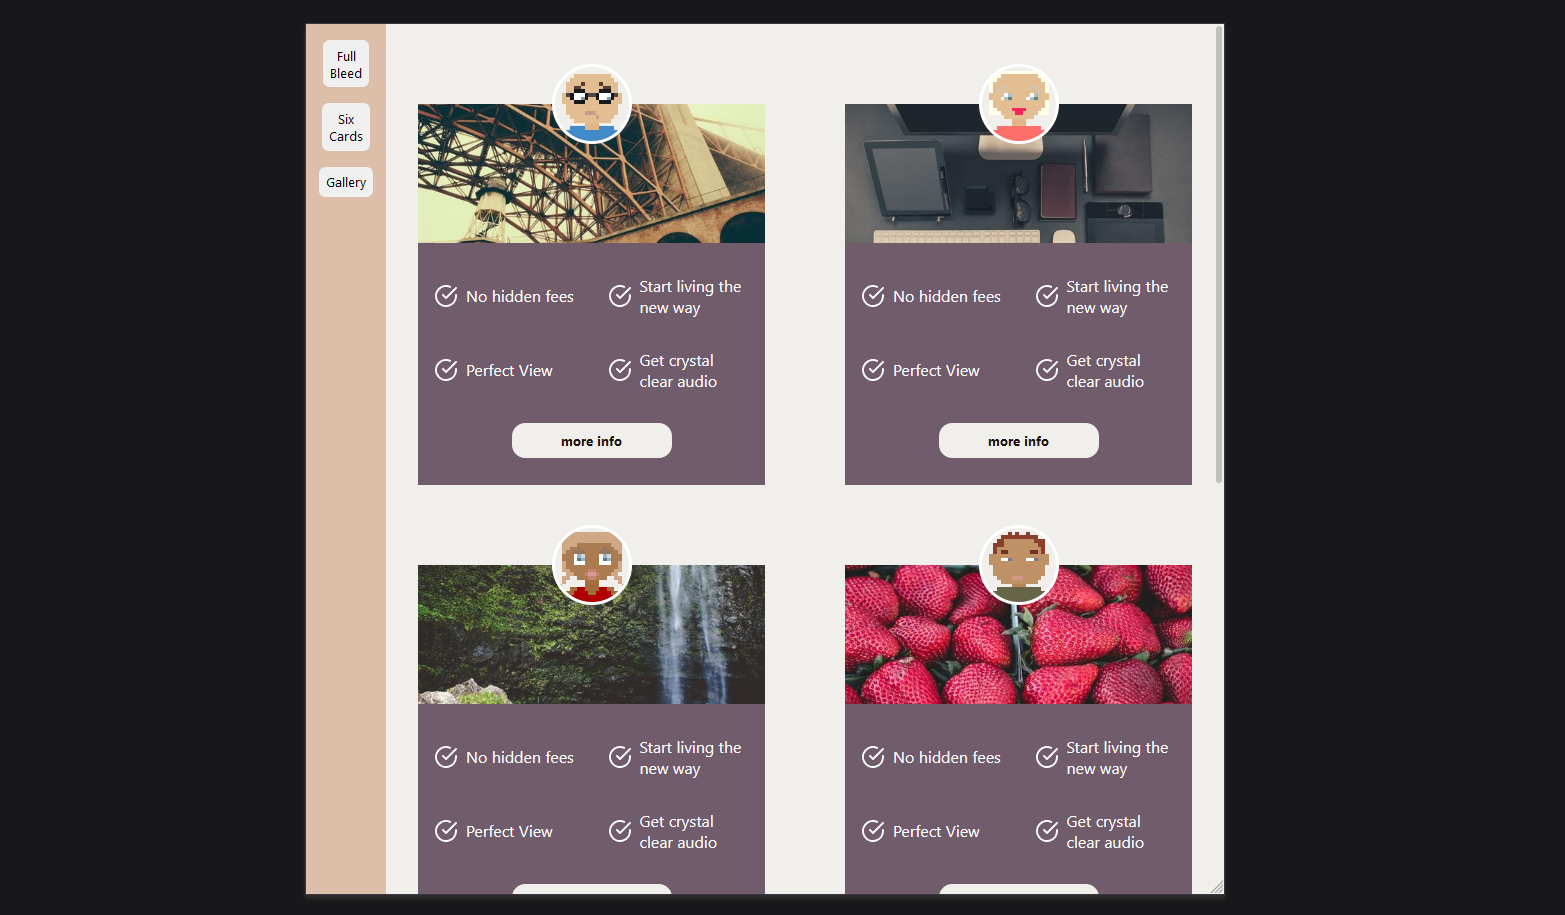 Full
Bleed
Six
Cards
Gallery
No hidden fees
Start living the
new way
Perfect View
Get crystal
clear audio
more info
No hidden fees
Start living the
new way
Perfect View
Get crystal
clear audio
more info
No hidden fees
Start living the
new way
Perfect View
Get crystal
clear audio
No hidden fees
Start living the
new way
Perfect View
Get crystal
clear audio